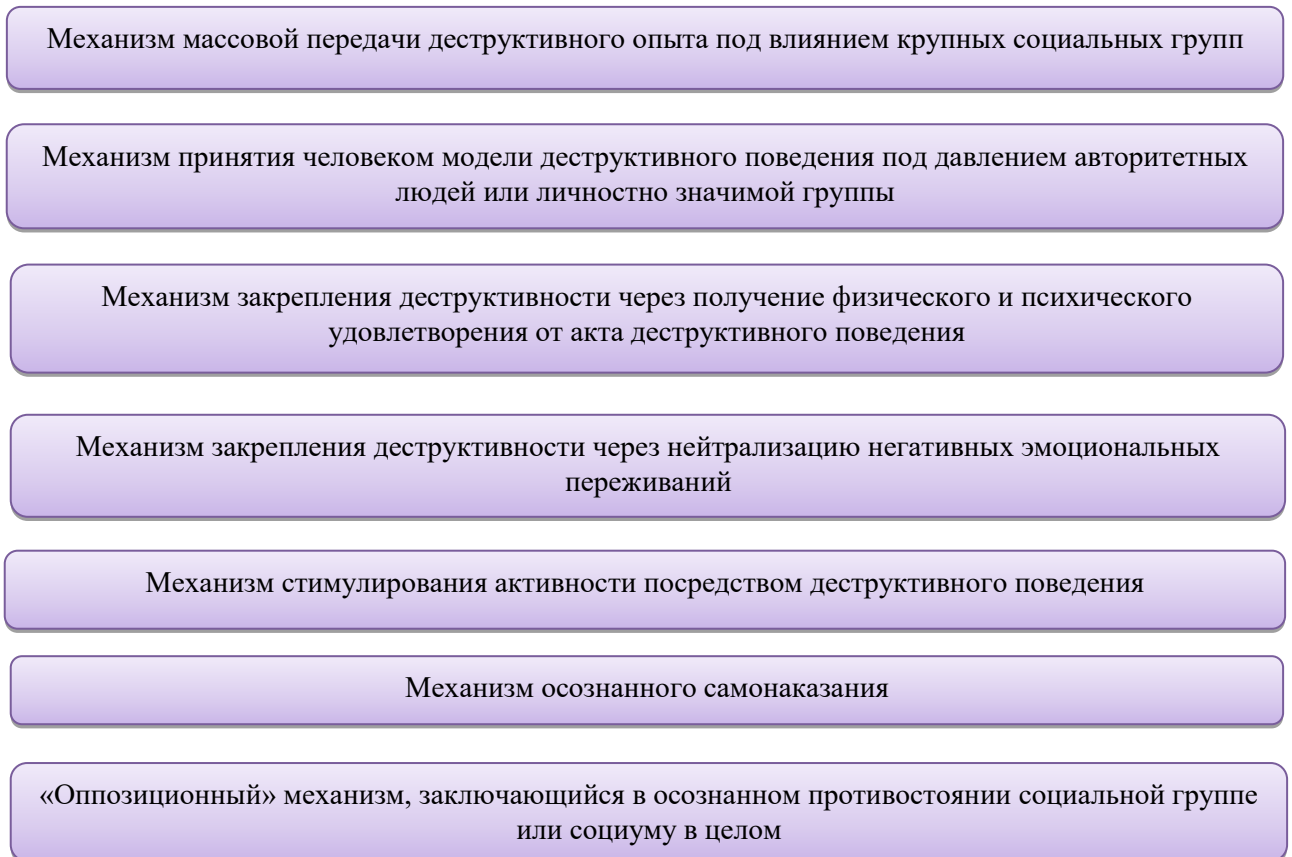 Механизм массовой передачи деструктивного опыта под влиянием крупных социальных групп
Механизм принятия человеком модели деструктивного поведения под давлением авторитетных
людей или личностно значимой группы
Механизм закрепления деструктивности через получение физического и психического
удовлетворения от акта деструктивного поведения
Механизм закрепления деструктивности через нейтрализацию негативных эмоциональных
переживаний
Механизм стимулирования активности посредством деструктивного поведения
Механизм осознанного самонаказания
«Оппозиционный» механизм, заключающийся в осознанном противостоянии социальной группе
или социуму в целом